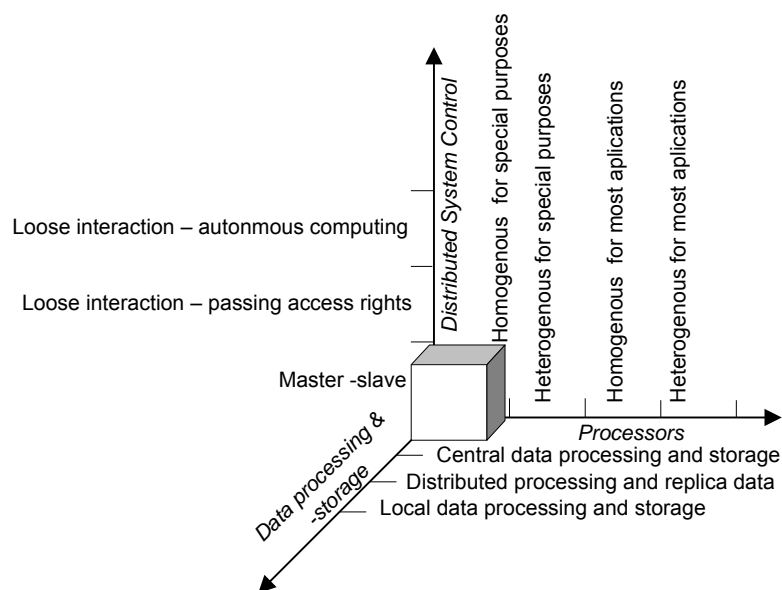 Distributed System Control
Homogenous for special purposes
Heterogenous for special purposes
Homogenous for most aplications
Heterogenous for most aplications
Loose interaction – autonmous computing
Loose interaction – passing access rights
Master -slave
Processors
Data processing &
-storage
Central data processing and storage
Distributed processing and replica data
Local data processing and storage